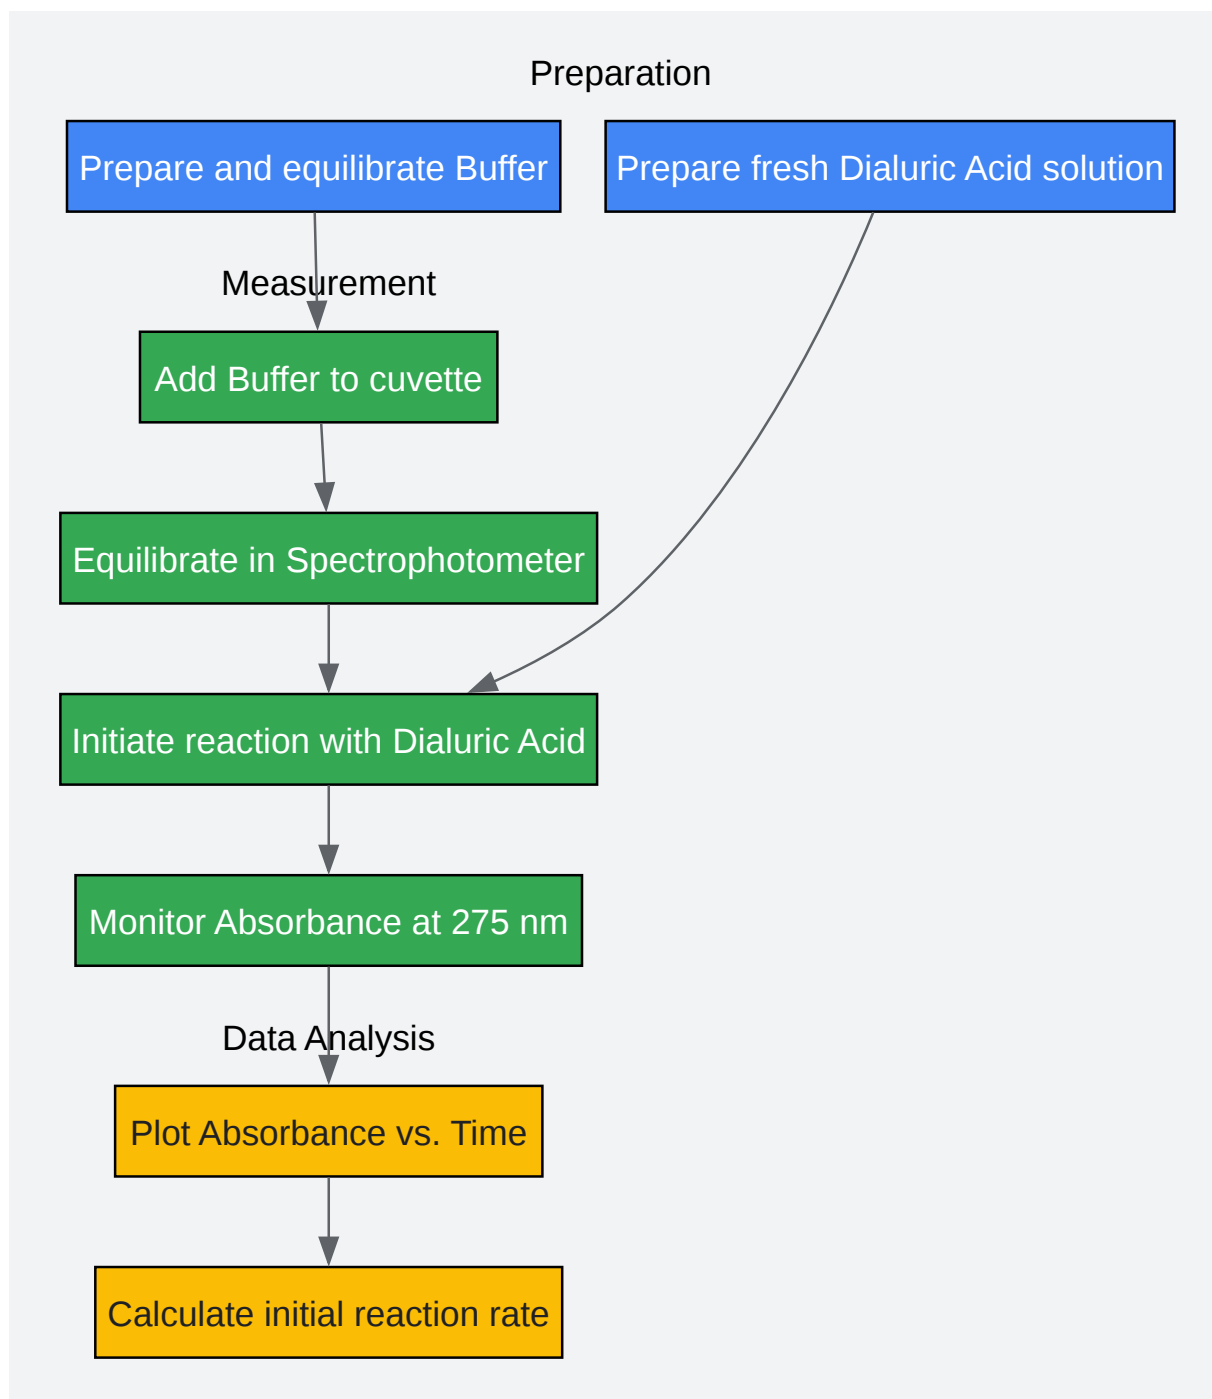 Preparation
Prepare and equilibrate Buffer
Prepare fresh Dialuric Acid solution
Measurement
Add Buffer to cuvette
Equilibrate in Spectrophotometer
Initiate reaction with Dialuric Acid
Monitor Absorbance at 275 nm
Data Analysis
Plot Absorbance vs. Time
Calculate initial reaction rate